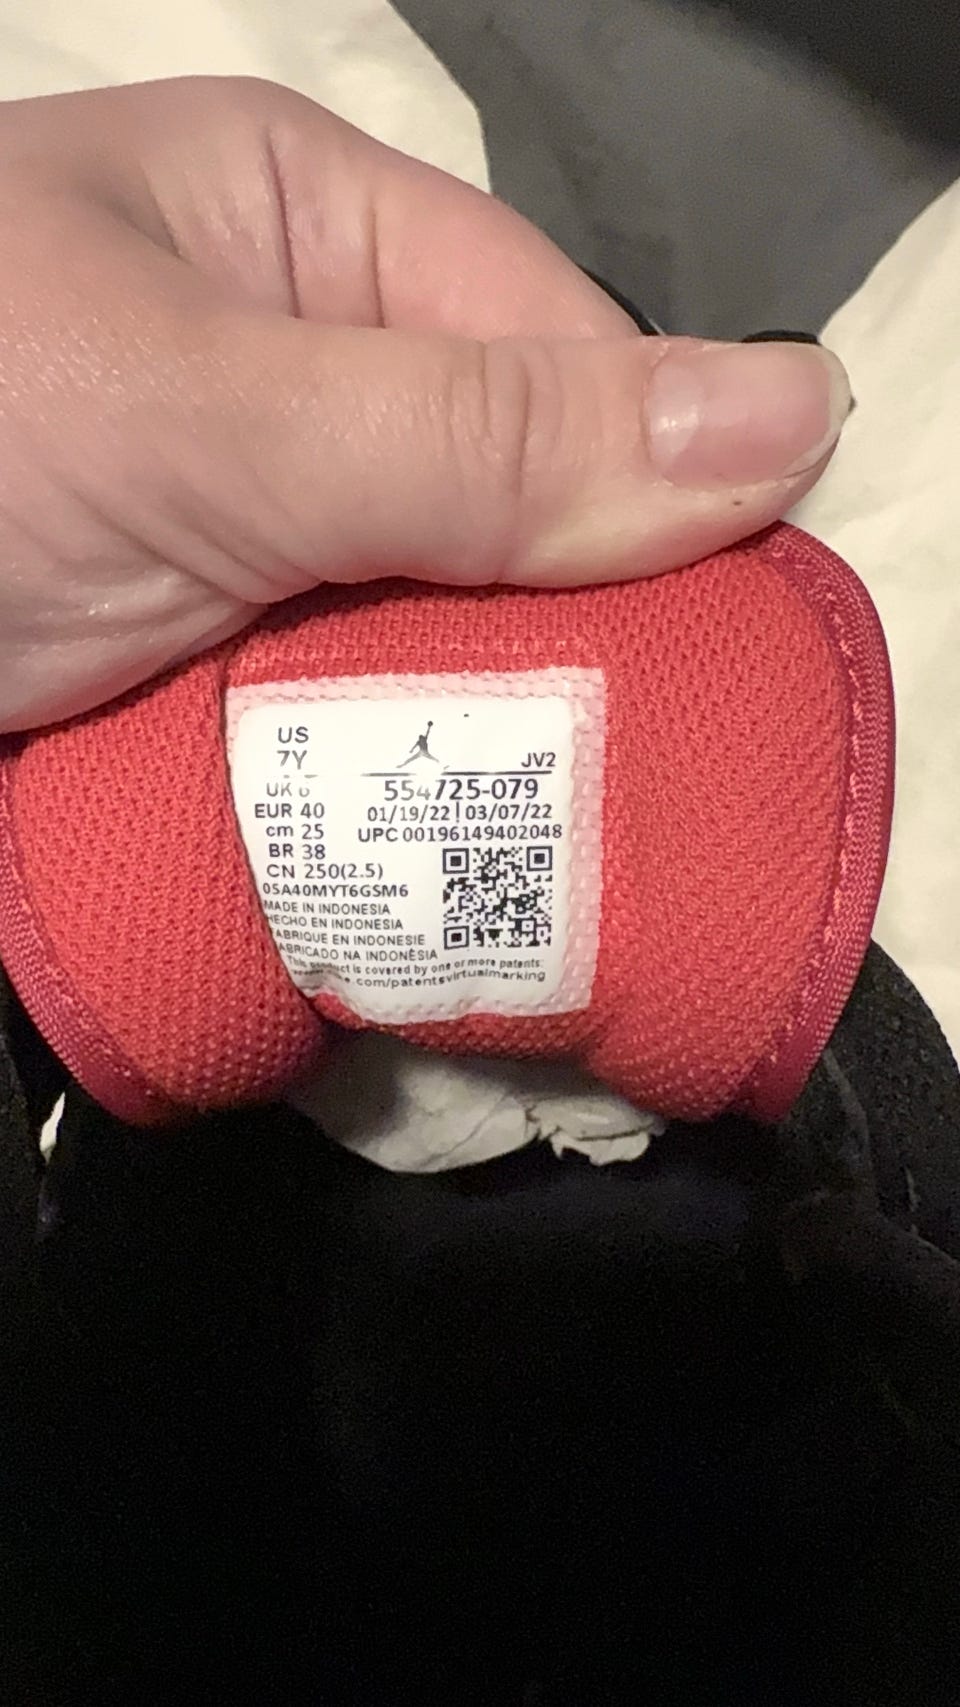 US
7Y
JV2
UK 6
554725-079
EUR 40
01/19/22 | 03/07/22
cm 25
UPC 00196149402048
BR 38
CN 250(2.5)
05A40MYT6GSM6
MADE IN INDONESIA
HECHO EN INDONESIA
FABRIQUE EN INDONESIE
FABRICADO NA INDONÉSIA
This product is covered by one or more patents:
.com/patentsvirtualmarking